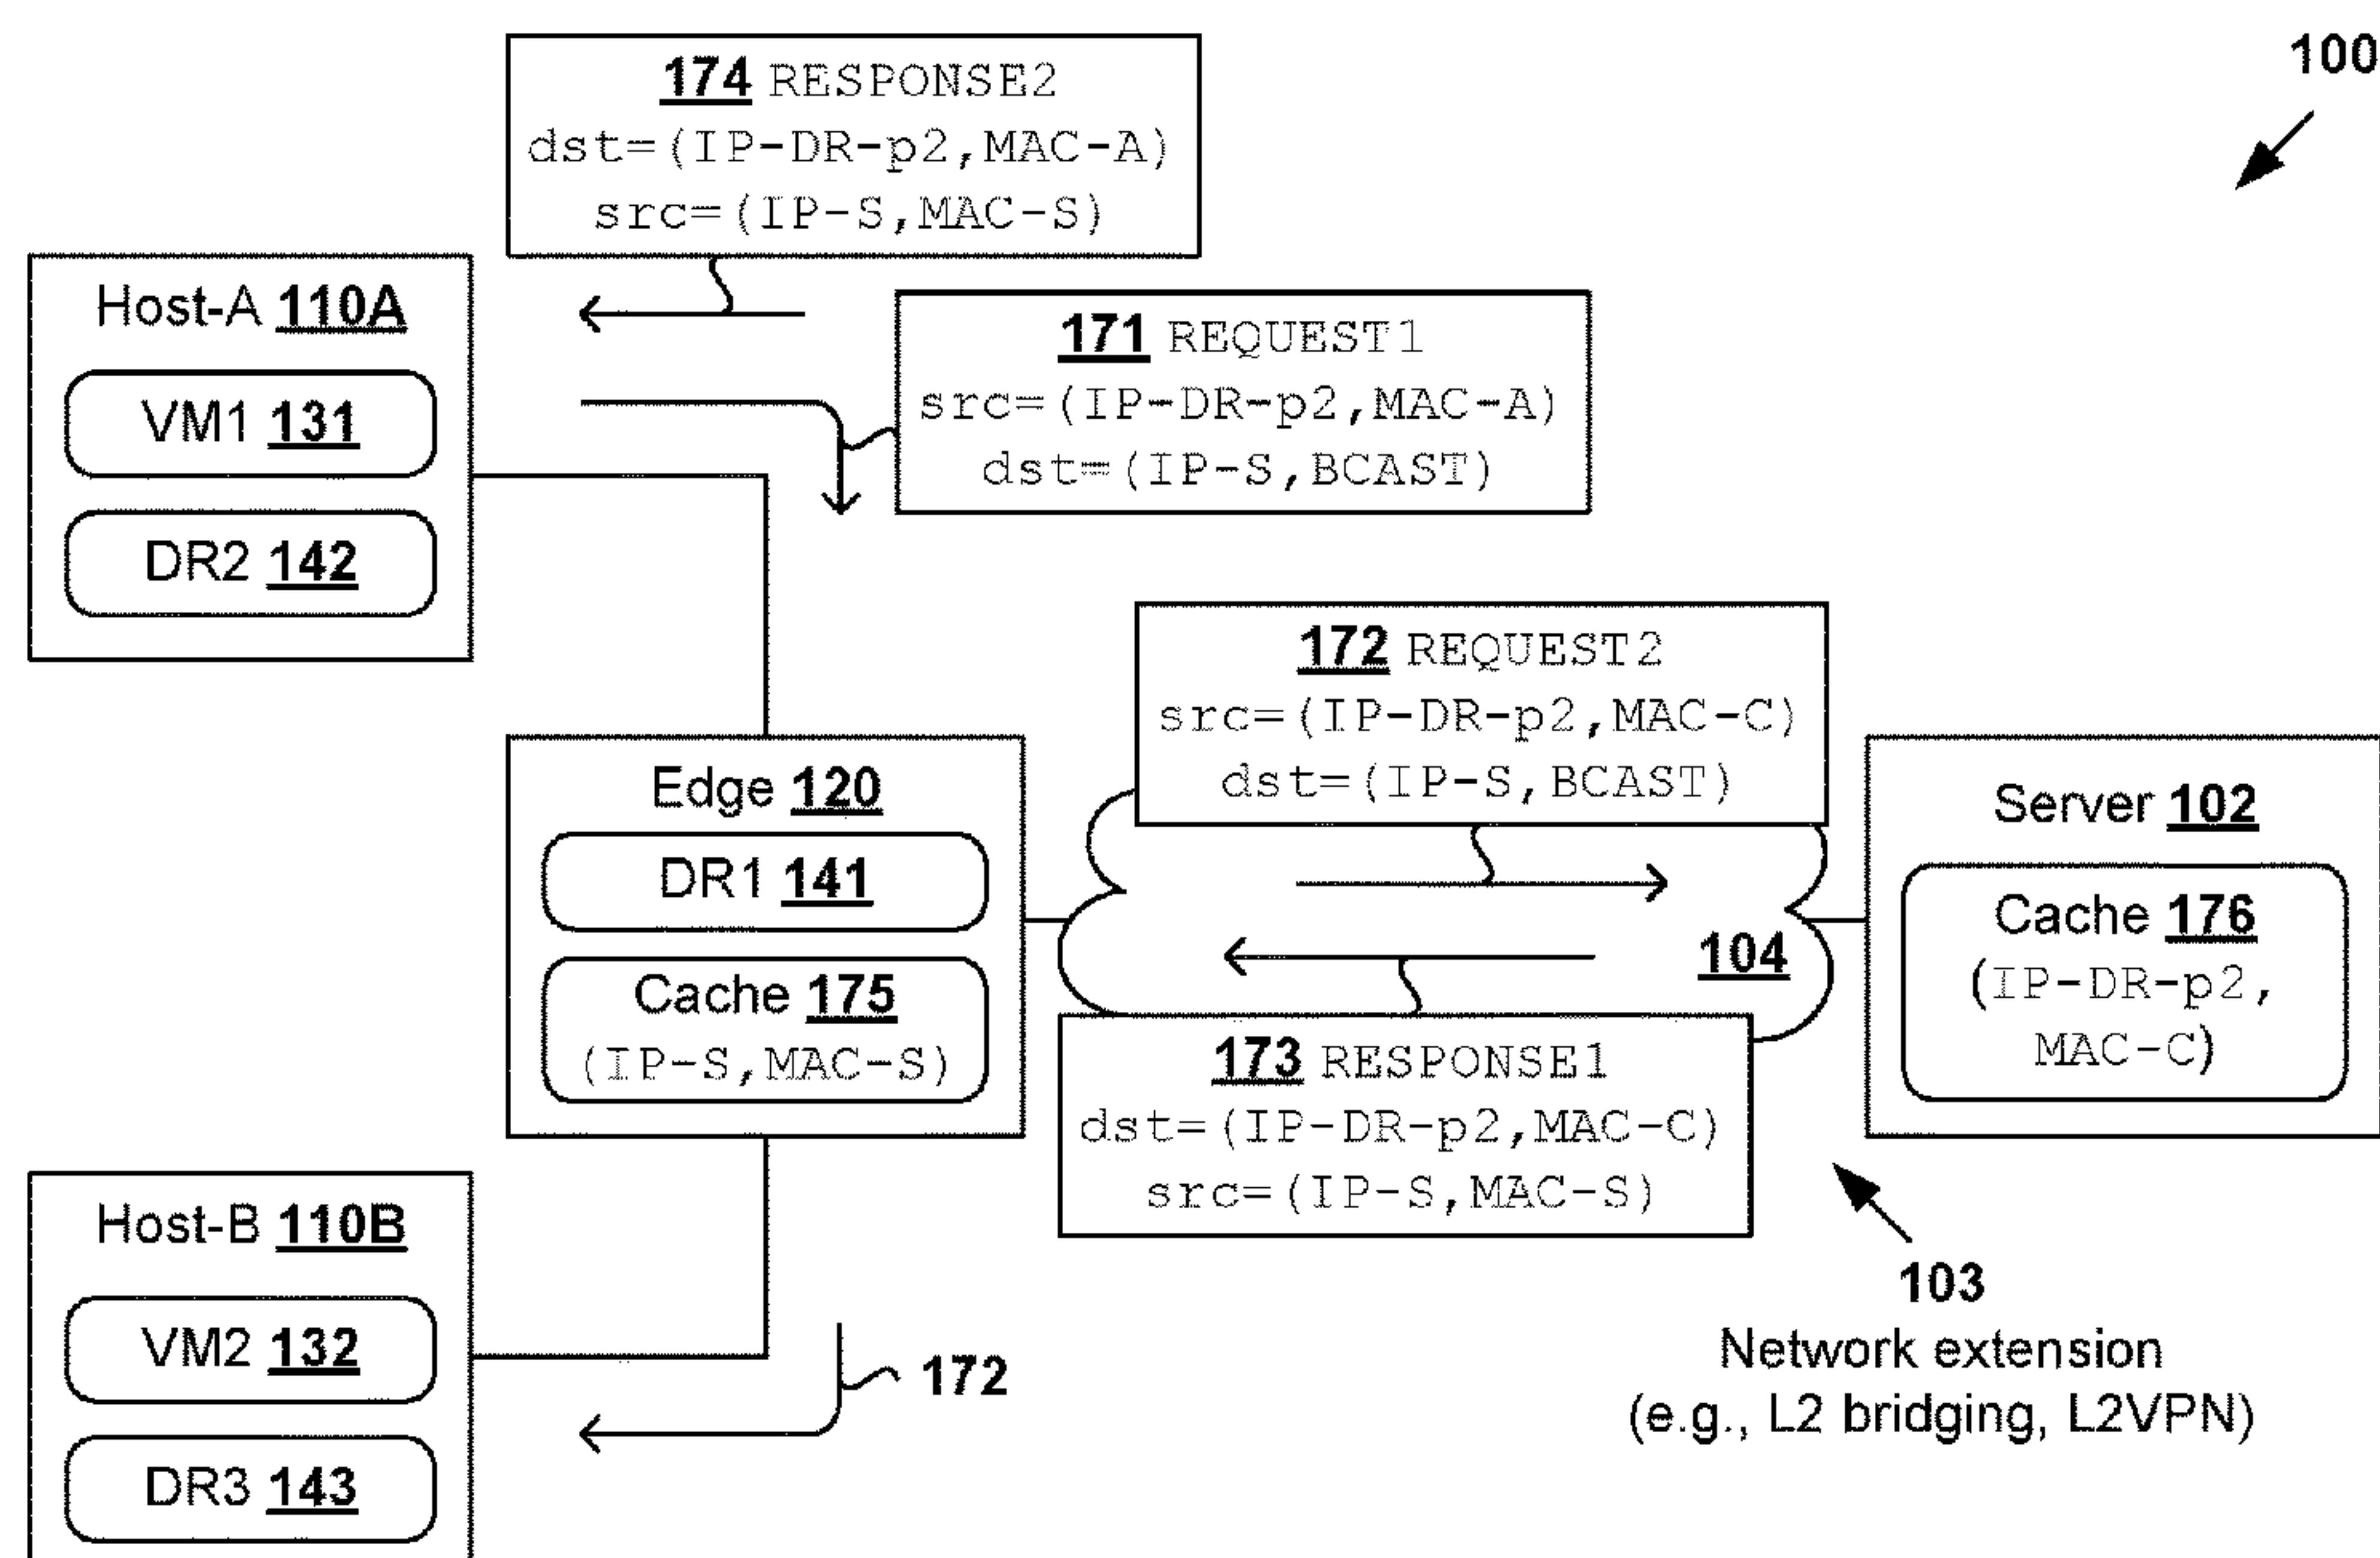 100
174 RESPONSE2
dst=(IP-DR-p2,MAC-A)
src=(IP-S,MAC-S)
Host-A 110A
VM1 131
DR2 142
171 REQUEST1
src=(IP-DR-p2,MAC-A)
dst=(IP-S,BCAST)
172 REQUEST2
src=(IP-DR-p2,MAC-C)
dst=(IP-S,BCAST)
Edge 120
DR1 141
Cache 175
(IP-S,MAC-S)
104
Server 102
Cache 176
(IP-DR-p2,
MAC-C)
173 RESPONSE1
dst=(IP-DR-p2,MAC-C)
src=(IP-S,MAC-S)
Host-B 110B
VM2 132
DR3 143
172
103
Network extension
(e.g., L2 bridging, L2VPN)